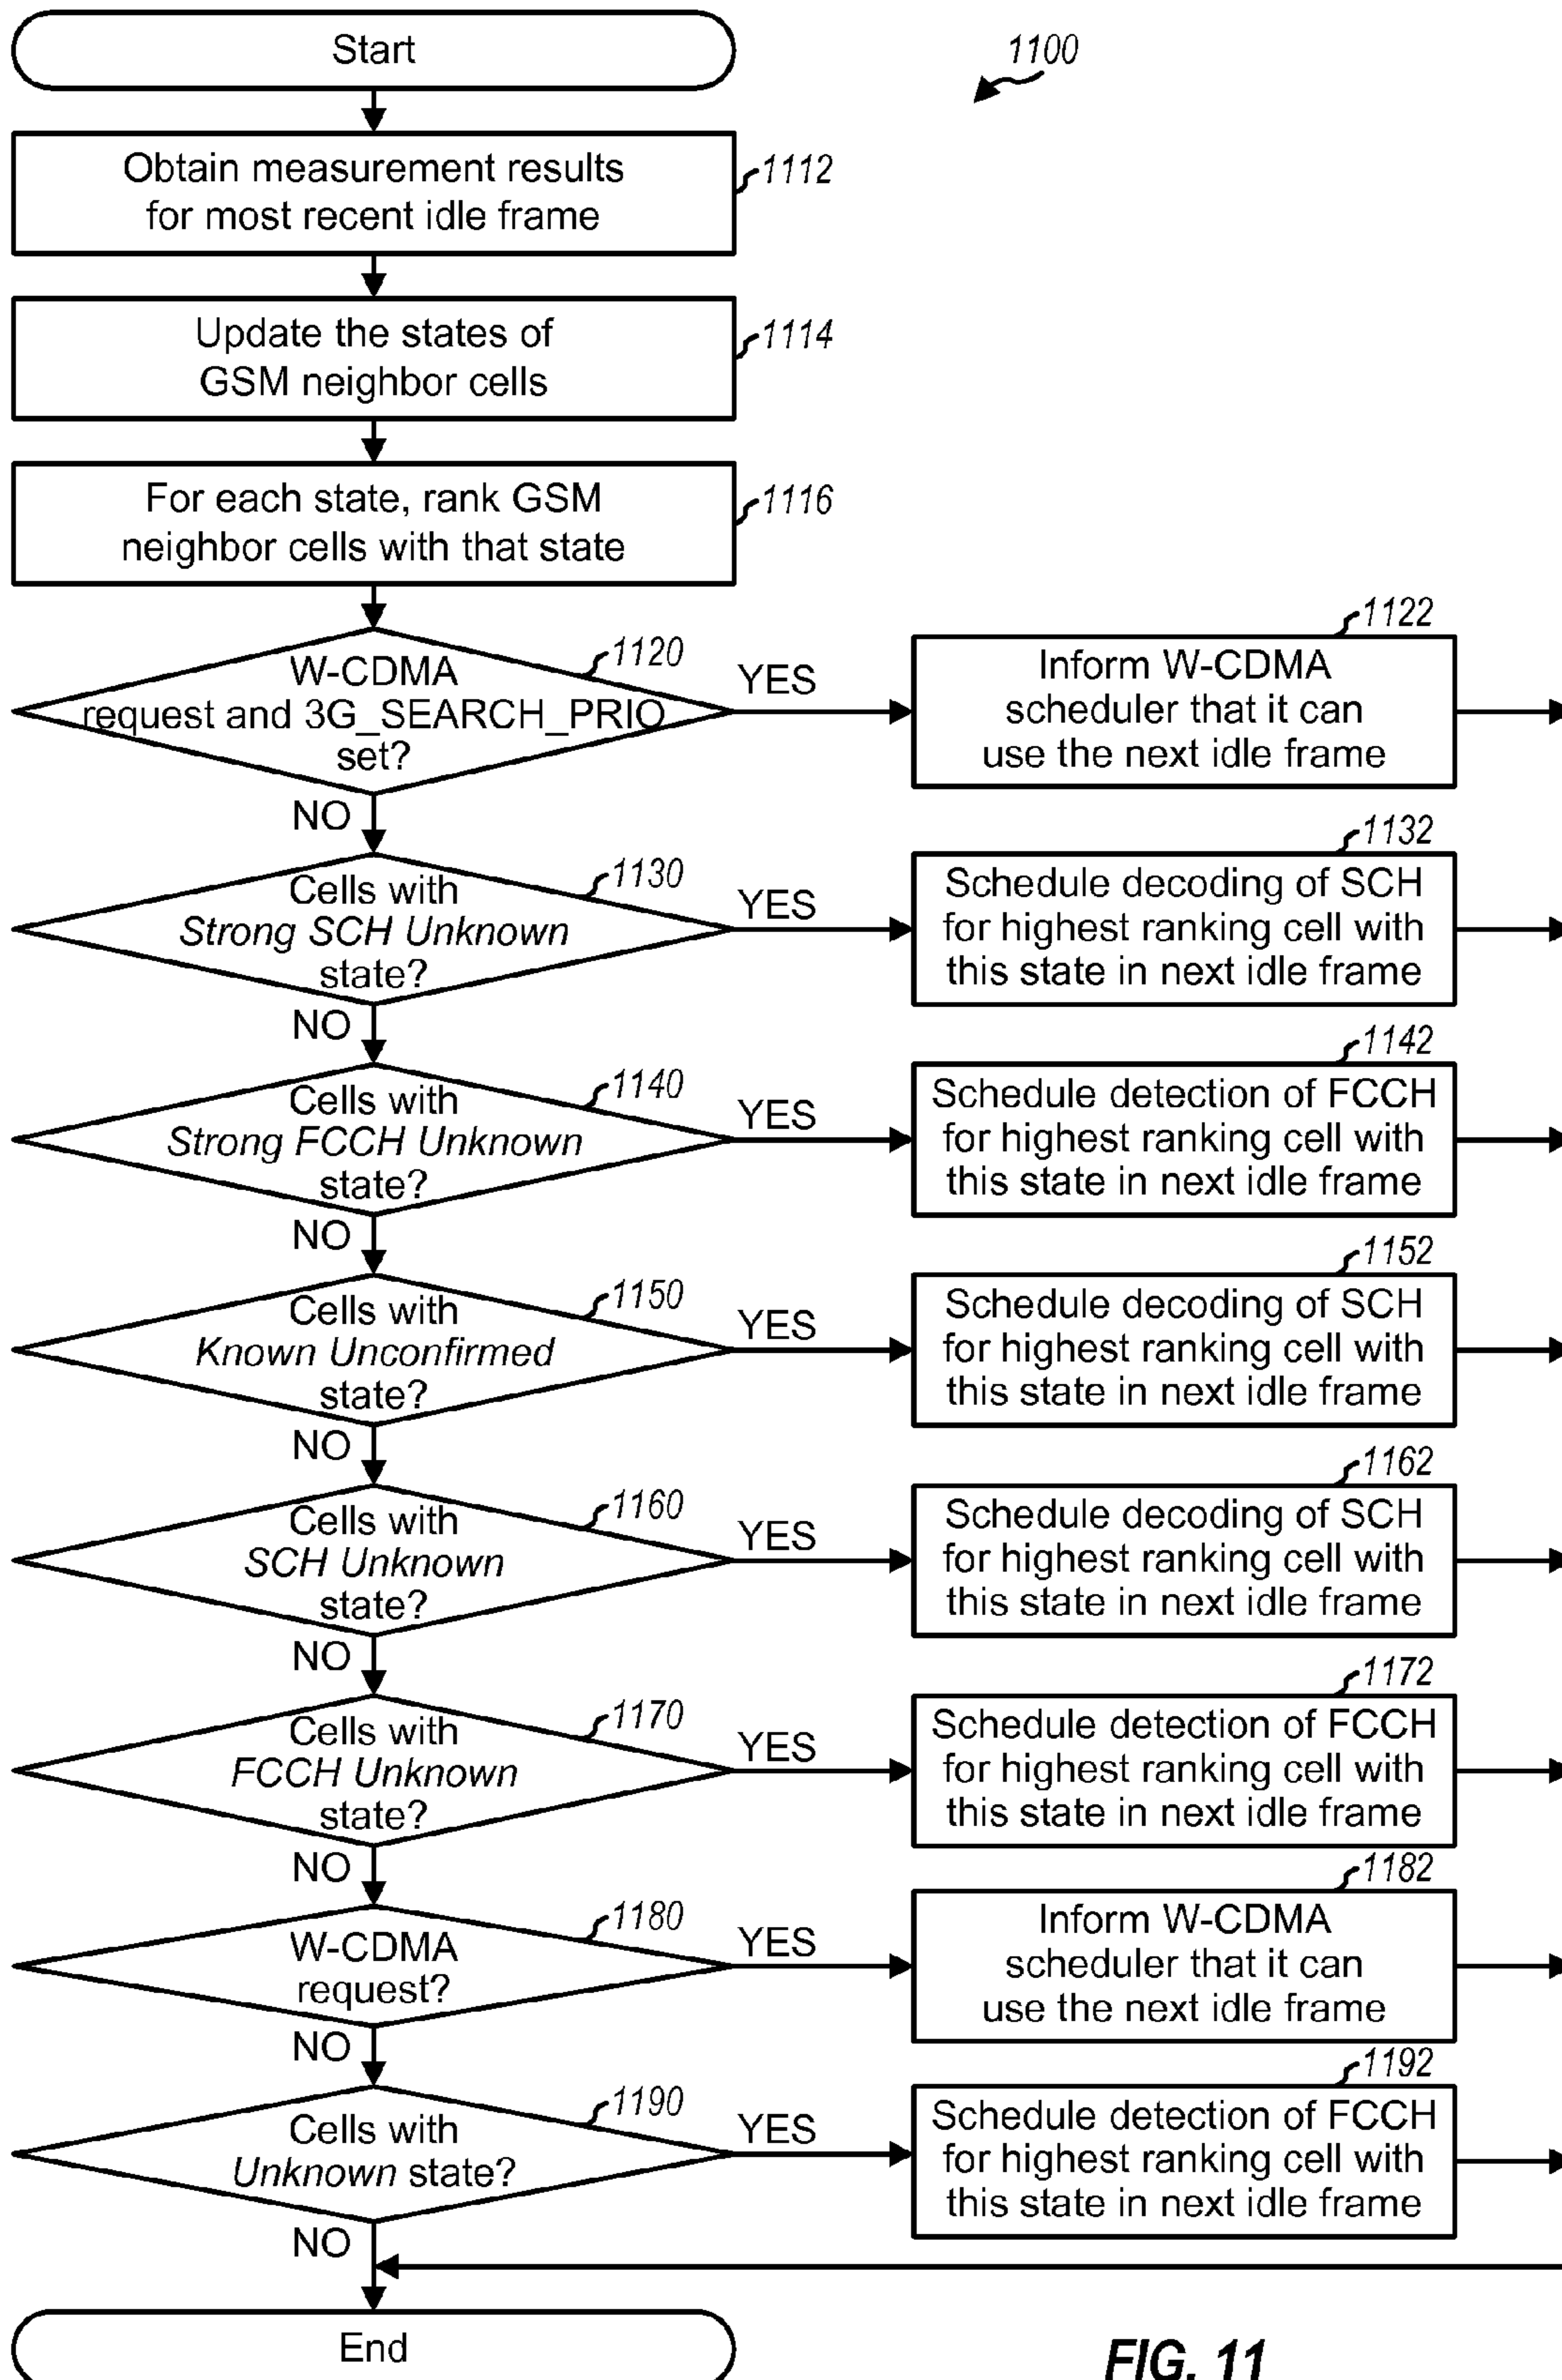 Start
1100
Obtain measurement results
for most recent idle frame
1112
Update the states of
GSM neighbor cells
1114
For each state, rank GSM
neighbor cells with that state
1116
W-CDMA
request and 3G_SEARCH_PRIO
set?
1120
YES
1122
Inform W-CDMA
scheduler that it can
use the next idle frame
NO
Cells with
Strong SCH Unknown
state?
1130
YES
1132
Schedule decoding of SCH
for highest ranking cell with
this state in next idle frame
NO
Cells with
Strong FCCH Unknown
state?
1140
YES
1142
Schedule detection of FCCH
for highest ranking cell with
this state in next idle frame
NO
Cells with
Known Unconfirmed
state?
1150
YES
1152
Schedule decoding of SCH
for highest ranking cell with
this state in next idle frame
NO
Cells with
SCH Unknown
state?
1160
YES
1162
Schedule decoding of SCH
for highest ranking cell with
this state in next idle frame
NO
Cells with
FCCH Unknown
state?
1170
YES
1172
Schedule detection of FCCH
for highest ranking cell with
this state in next idle frame
NO
W-CDMA
request?
1180
YES
1182
Inform W-CDMA
scheduler that it can
use the next idle frame
NO
Cells with
Unknown state?
1190
YES
1192
Schedule detection of FCCH
for highest ranking cell with
this state in next idle frame
NO
End
FIG. 11